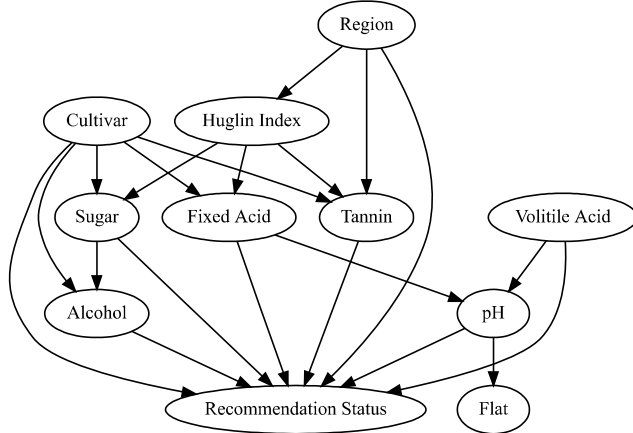 Region
Cultivar
Huglin Index
Sugar
Fixed Acid
Tannin
Volitile Acid
Alcohol
pH
Recommendation Status
Flat